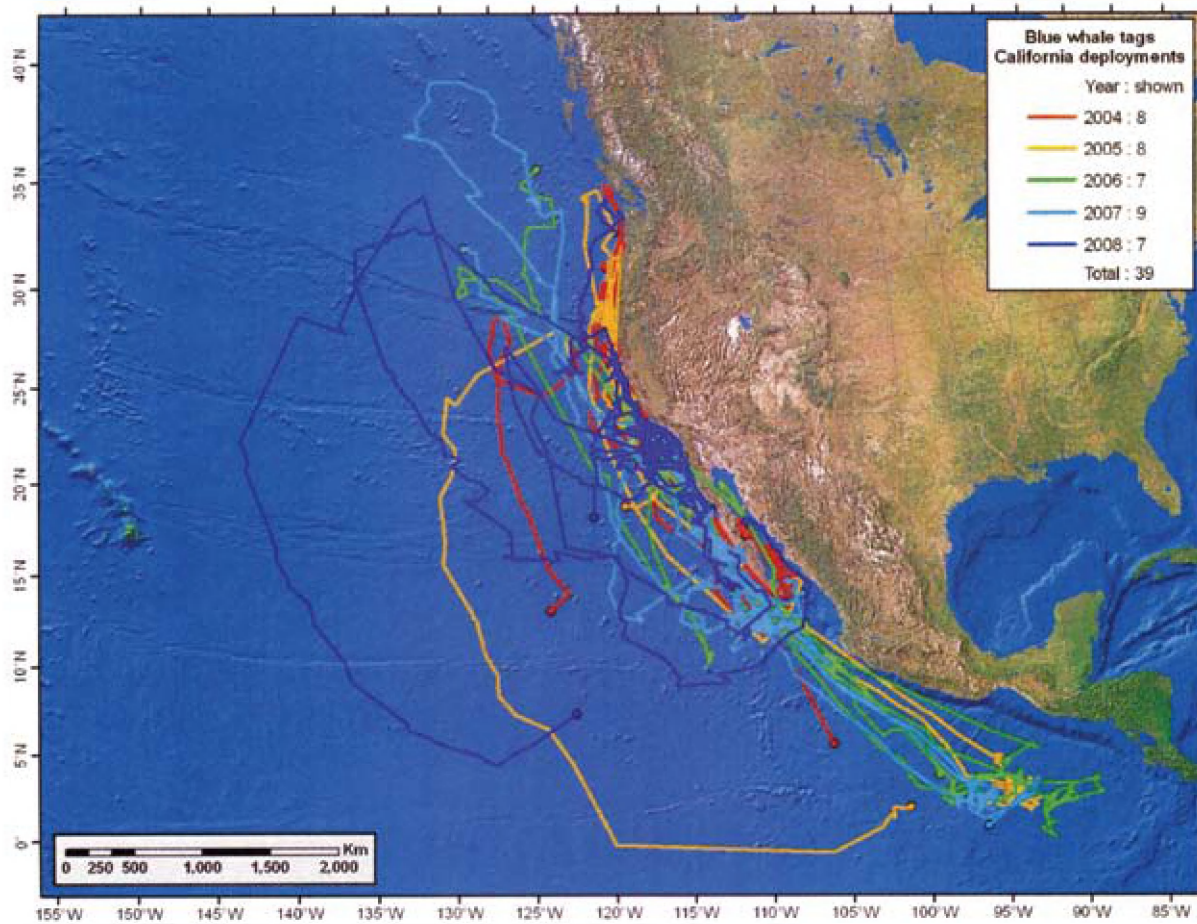 Blue whale tags
California deployments
Year : shown
2004 : 8
2005 : 8
2006 : 7
2007 : 9
2008 : 7
Total : 39
40°N
35°N
30°N
25°N
20°N
15°N
10°N
5°N
0°
Km
0 250 500 1,000 1,500 2,000
155°W 150°W 145°W 140°W 135°W 130°W 125°W 120°W 115°W 110°W 105°W 100°W 95°W 90°W 85°W